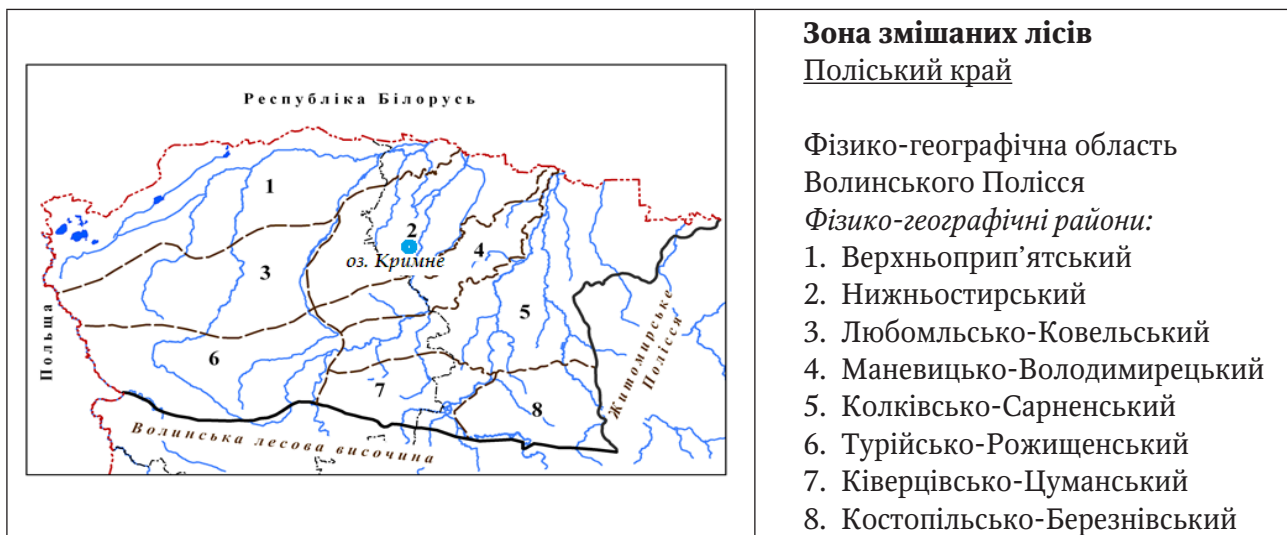 Республіка Білорусь
1
2
оз. Кримне
4
3
Польща
5
6
7
8
Житомирське
Полісся
Волинська лесова височина
Зона змішаних лісів
Поліський край
Фізико-географічна область
Волинського Полісся
Фізико-географічні райони:
1. Верхньоприп’ятський
2. Нижньостирський
3. Любомльсько-Ковельський
4. Маневицько-Володимирецький
5. Колківсько-Сарненський
6. Турійсько-Рожищенський
7. Ківерцівсько-Цуманський
8. Костопільсько-Березнівський